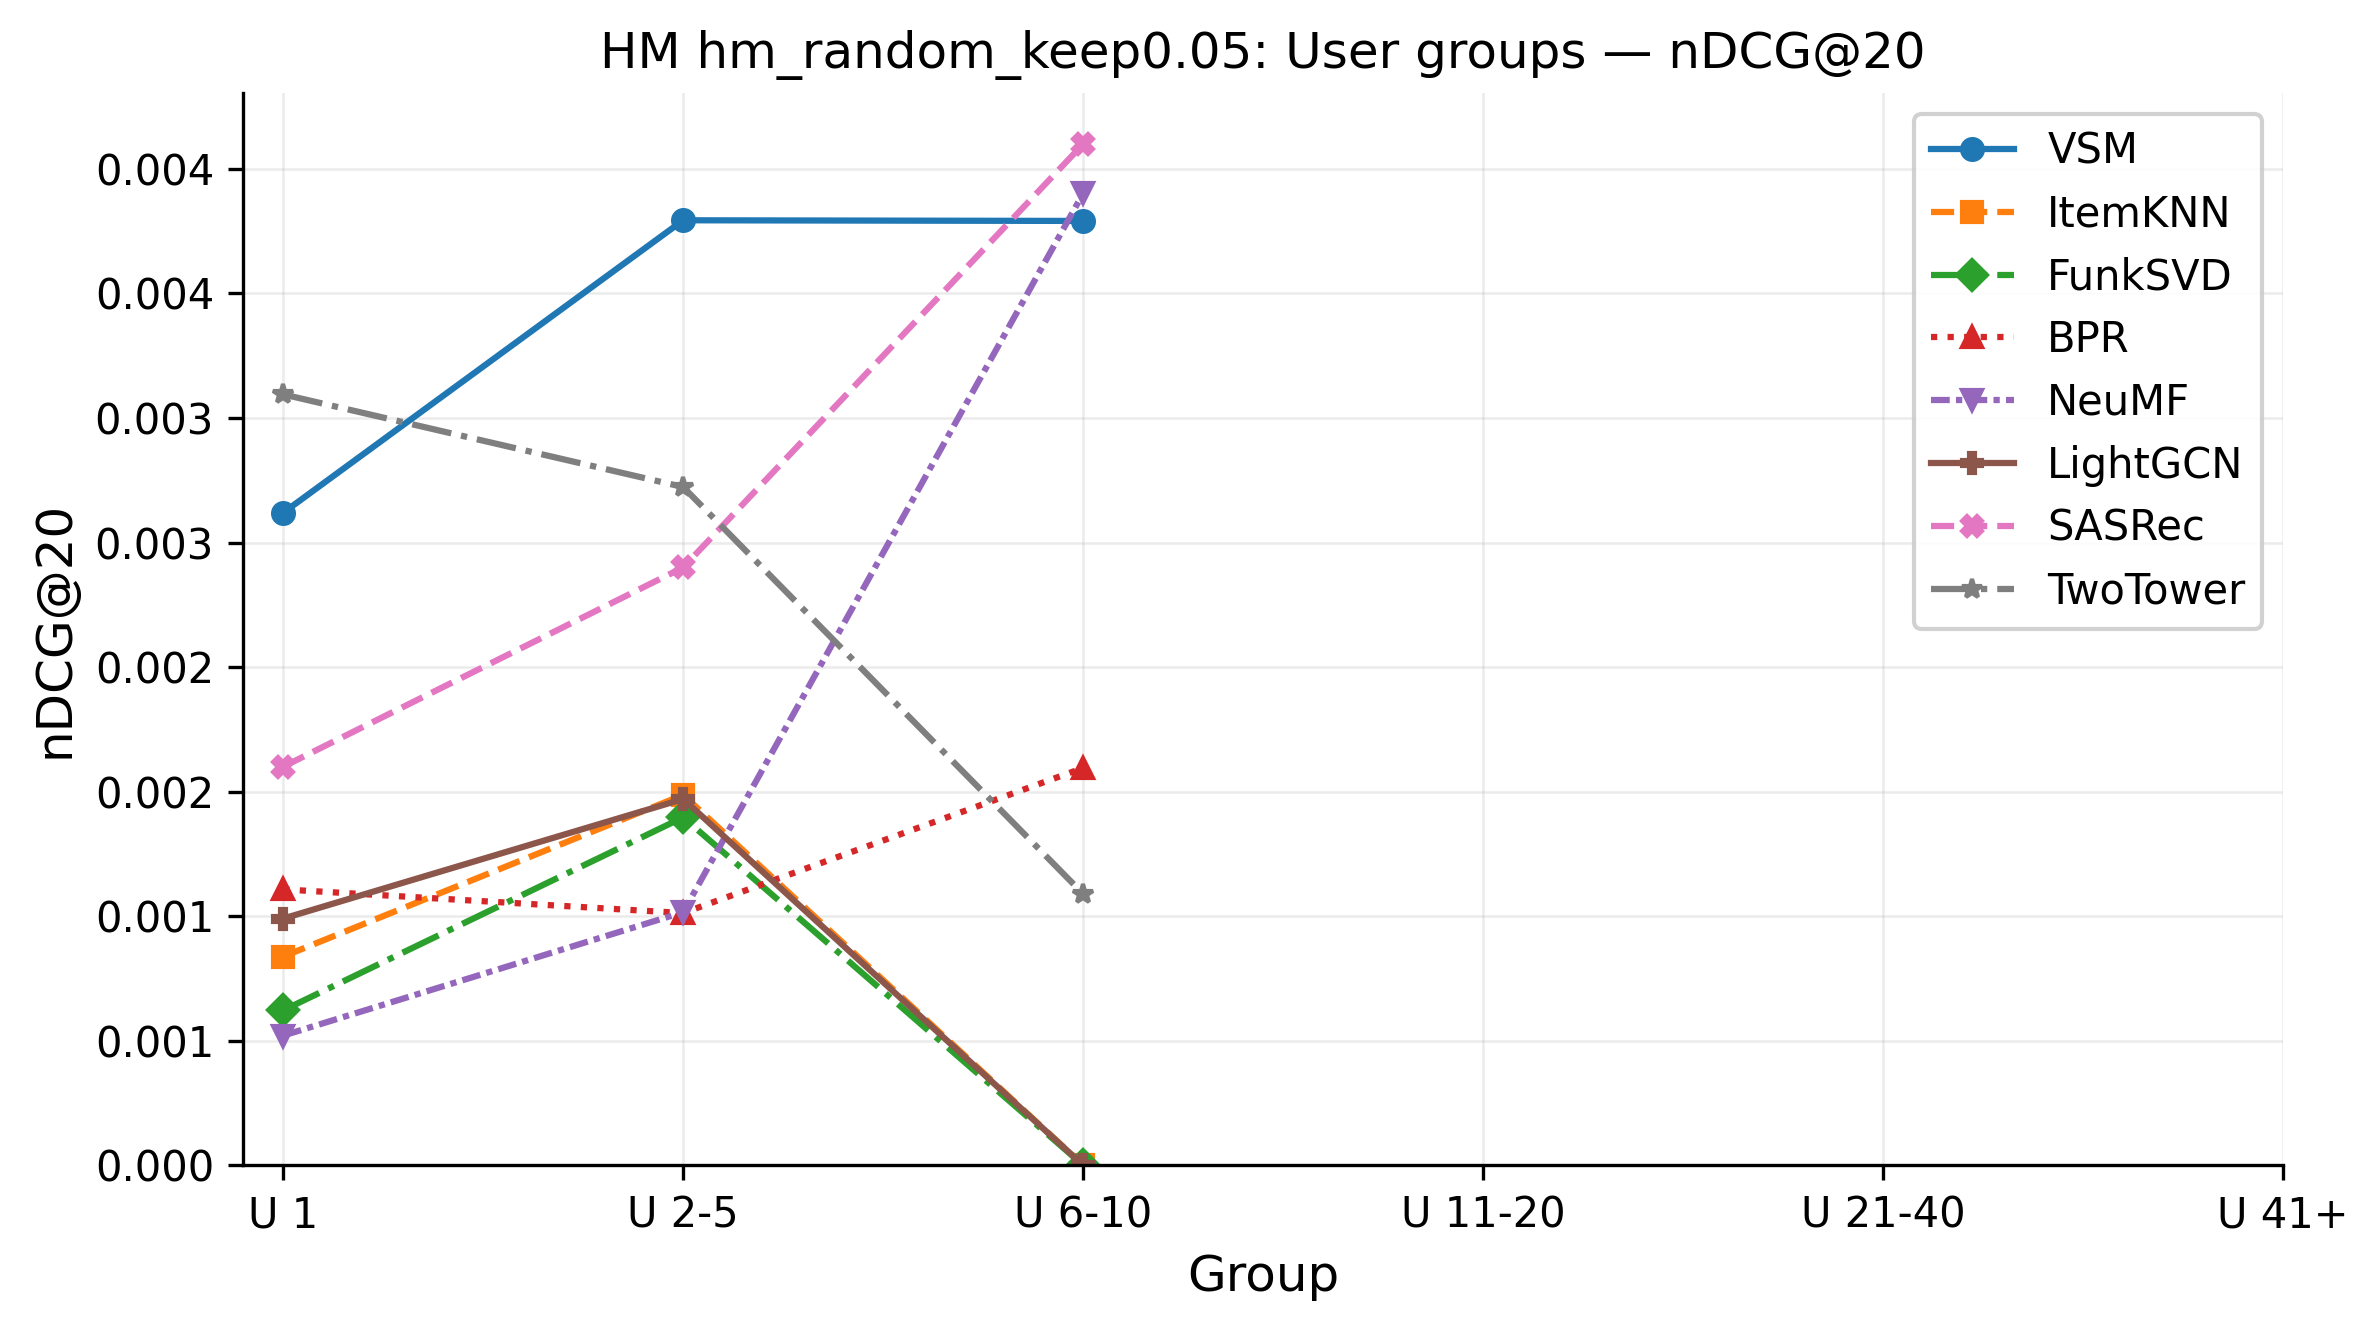 HM hm_random_keep0.05: User groups — nDCG@20
nDCG@20
0.004
0.004
0.003
0.003
0.002
0.002
0.001
0.001
0.000
VSM
ItemKNN
FunkSVD
BPR
NeuMF
LightGCN
SASRec
TwoTower
U 1
U 2-5
U 6-10
U 11-20
U 21-40
U 41+
Group